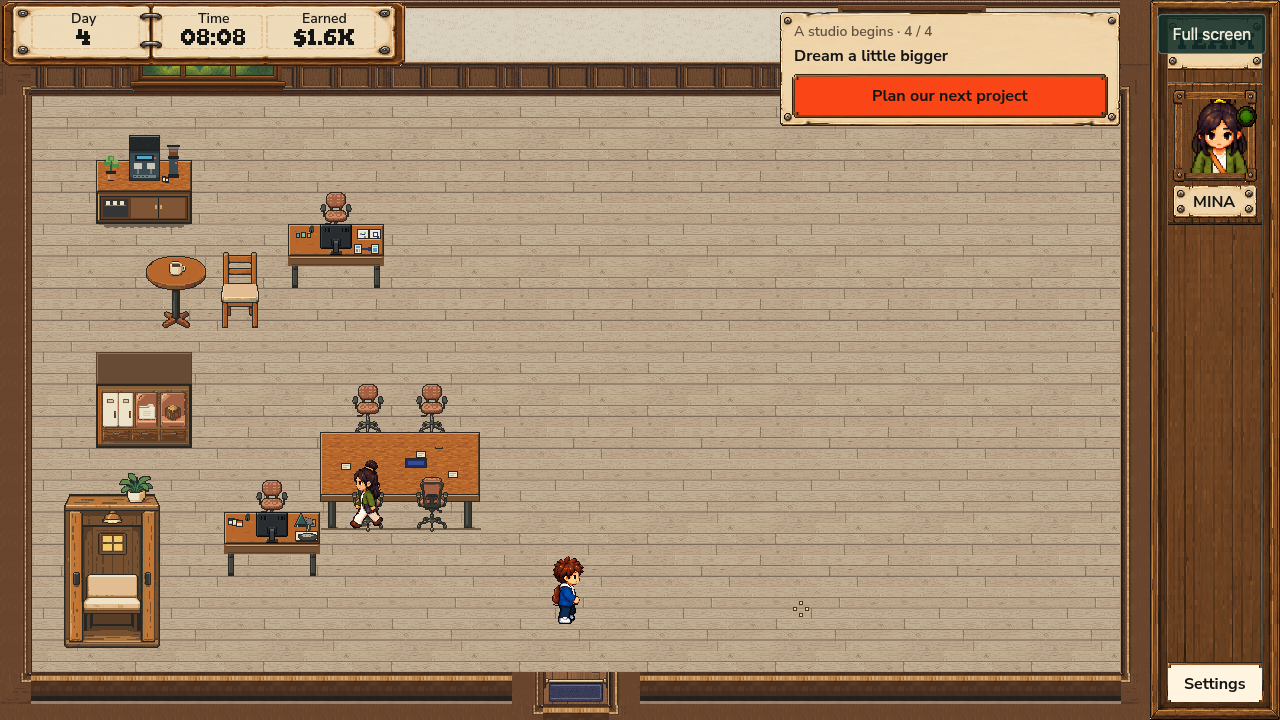 Day
4
Time
08:08
Earned
$1.6K
A studio begins · 4 / 4
Dream a little bigger
Plan our next project
Full screen
MINA
Settings